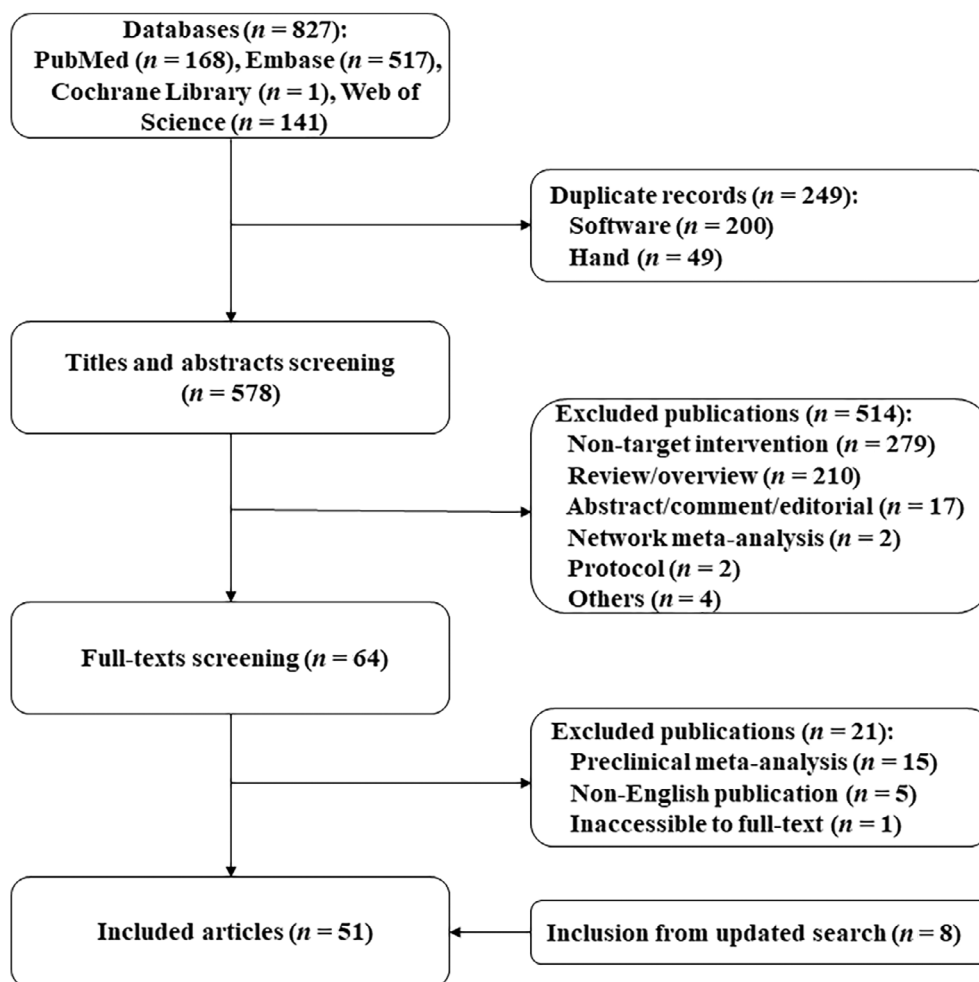 Databases (n = 827):
PubMed (n = 168), Embase (n = 517),
Cochrane Library (n = 1), Web of
Science (n = 141)
Duplicate records (n = 249):
Software (n = 200)
Hand (n = 49)
Titles and abstracts screening
(n = 578)
Excluded publications (n = 514):
Non-target intervention (n = 279)
Review/overview (n = 210)
Abstract/comment/editorial (n = 17)
Network meta-analysis (n = 2)
Protocol (n = 2)
Others (n = 4)
Full-texts screening (n = 64)
Excluded publications (n = 21):
Preclinical meta-analysis (n = 15)
Non-English publication (n = 5)
Inaccessible to full-text (n = 1)
Included articles (n = 51)
Inclusion from updated search (n = 8)